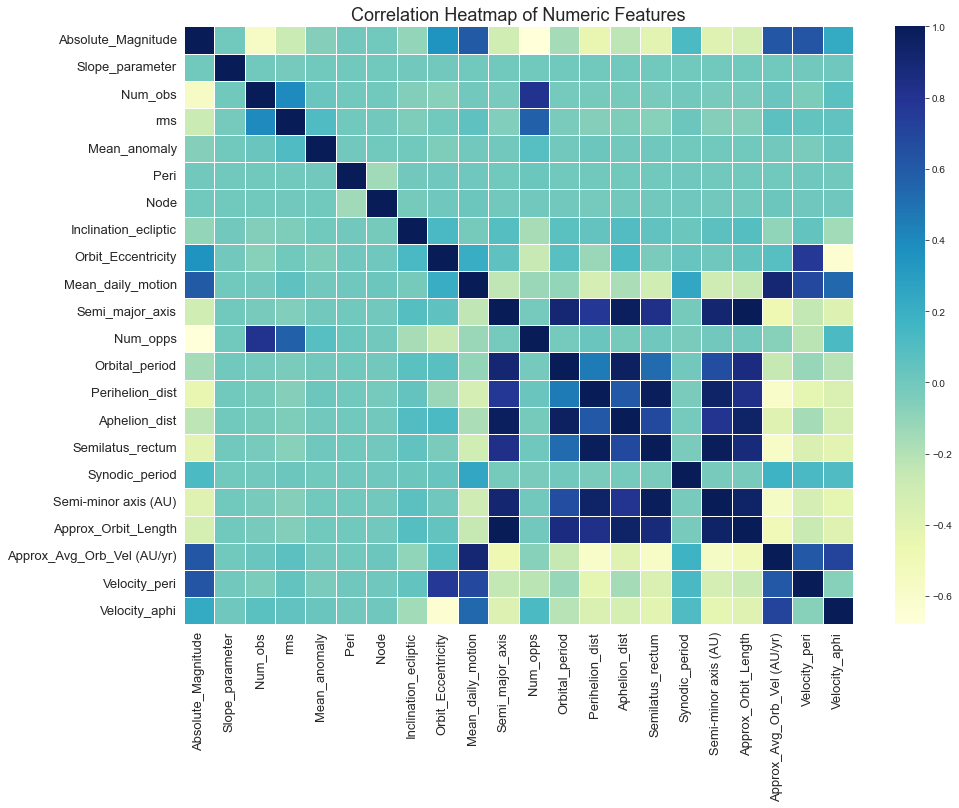 Correlation Heatmap of Numeric Features
Absolute_Magnitude
Slope_parameter
Num_obs
rms
Mean_anomaly
Peri
Node
Inclination_ecliptic
Orbit_Eccentricity
Mean_daily_motion
Semi_major_axis
Num_opps
Orbital_period
Perihelion_dist
Aphelion_dist
Semilatus_rectum
Synodic_period
Semi-minor axis (AU)
Approx_Orbit_Length
Approx_Avg_Orb_Vel (AU/yr)
Velocity_peri
Velocity_aphi
Absolute_Magnitude
Slope_parameter
Num_obs
rms
Mean_anomaly
Peri
Node
Inclination_ecliptic
Orbit_Eccentricity
Mean_daily_motion
Semi_major_axis
Num_opps
Orbital_period
Perihelion_dist
Aphelion_dist
Semilatus_rectum
Synodic_period
Semi-minor axis (AU)
Approx_Orbit_Length
Approx_Avg_Orb_Vel (AU/yr)
Velocity_peri
Velocity_aphi
1.0
0.8
0.6
0.4
0.2
0.0
−0.2
−0.4
−0.6